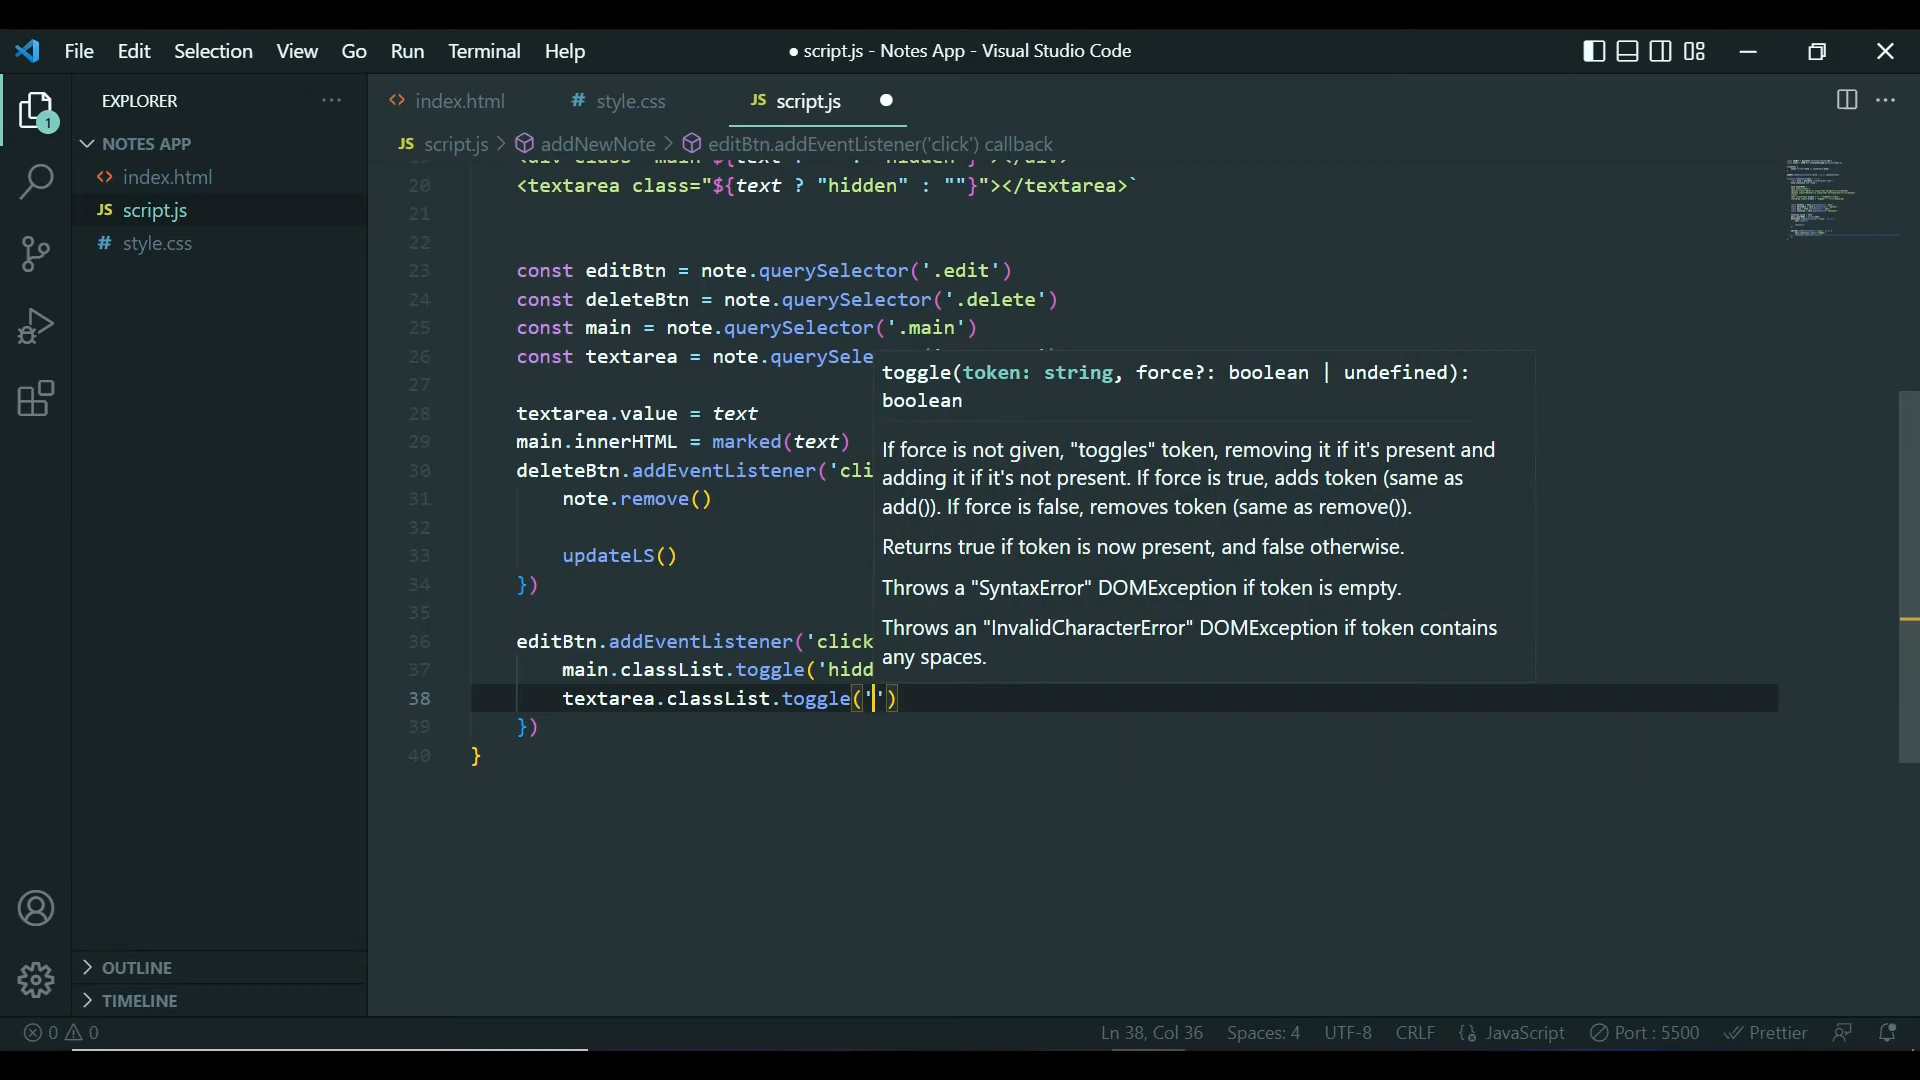 File Edit Selection View Go Run Terminal Help
● script.js - Notes App - Visual Studio Code
EXPLORER ···
NOTES APP
<> index.html
JS script.js
# style.css
OUTLINE
TIMELINE
1
<> index.html # style.css JS script.js ●
JS script.js > addNewNote > editBtn.addEventListener('click') callback
20 <textarea class="${text ? "hidden" : ""}"></textarea>`
21
22
23 const editBtn = note.querySelector('.edit')
24 const deleteBtn = note.querySelector('.delete')
25 const main = note.querySelector('.main')
26 const textarea = note.querySele
27
28 textarea.value = text
29 main.innerHTML = marked(text)
30 deleteBtn.addEventListener('cli
31 note.remove()
32
33 updateLS()
34 })
35
36 editBtn.addEventListener('click
37 main.classList.toggle('hidd
38 textarea.classList.toggle('')
39 })
40 }
toggle(token: string, force?: boolean | undefined):
boolean
If force is not given, "toggles" token, removing it if it's present and
adding it if it's not present. If force is true, adds token (same as
add()). If force is false, removes token (same as remove()).
Returns true if token is now present, and false otherwise.
Throws a "SyntaxError" DOMException if token is empty.
Throws an "InvalidCharacterError" DOMException if token contains
any spaces.
0 0 Ln 38, Col 36 Spaces: 4 UTF-8 CRLF JavaScript Port : 5500 Prettier